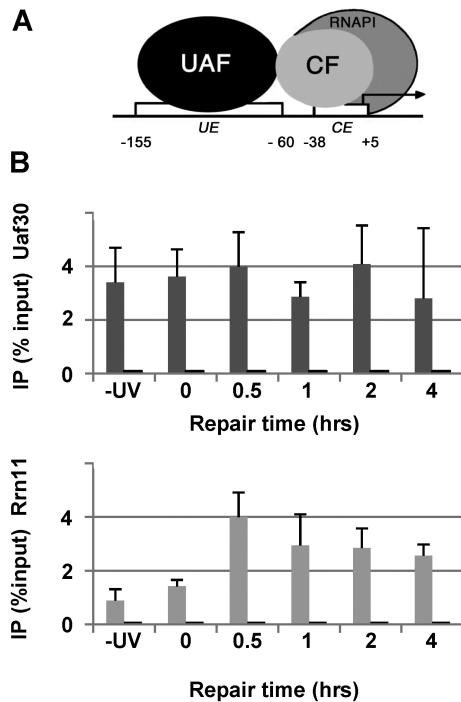 A
RNAPI
UAF
CF
UE
CE
-155
- 60
-38
+5
B
IP (% input) Uaf30
4
2
0
-UV 0 0.5 1 2 4
Repair time (hrs)
IP (%input) Rrn11
4
2
0
-UV 0 0.5 1 2 4
Repair time (hrs)